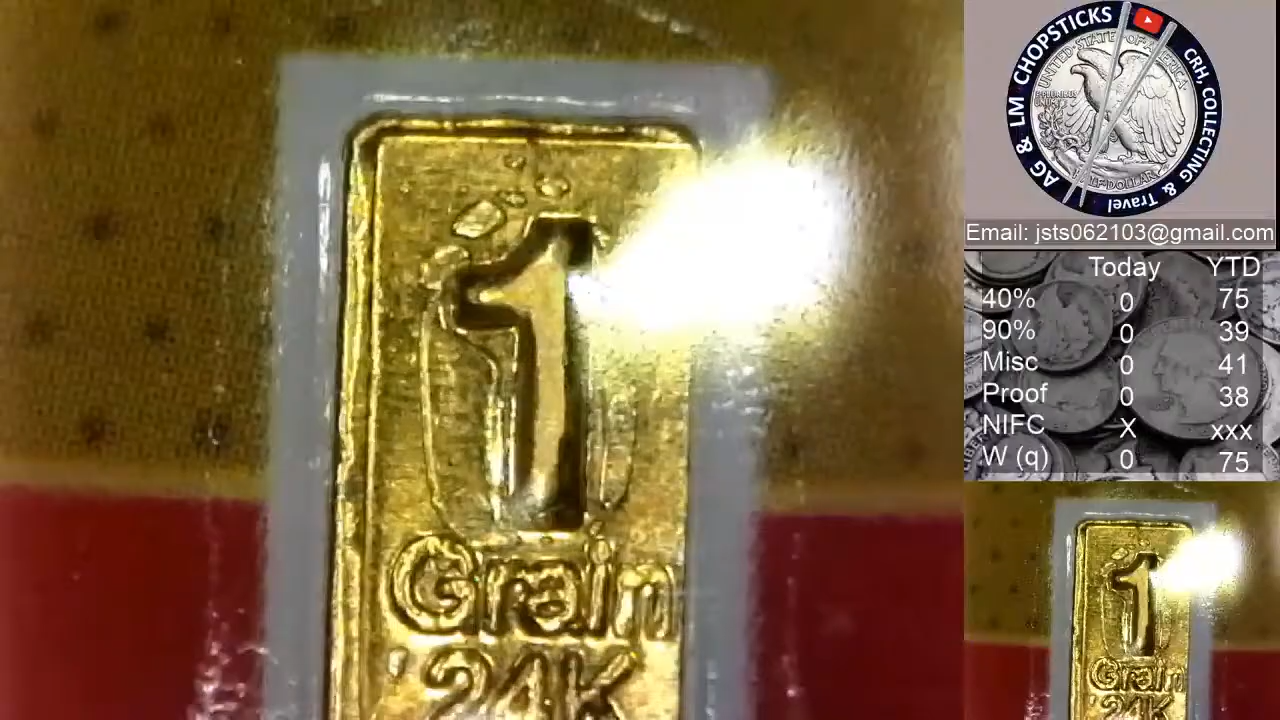 1
Grain
24K
AG & LM CHOPSTICKS
CRH, COLLECTING & Travel
UNITED STATES OF AMERICA
HALF DOLLAR
Email: jsts062103@gmail.com
Today YTD
40% 0 75
90% 0 39
Misc 0 41
Proof 0 38
NIFC X xxx
W (q) 0 75
1
Grain
24K